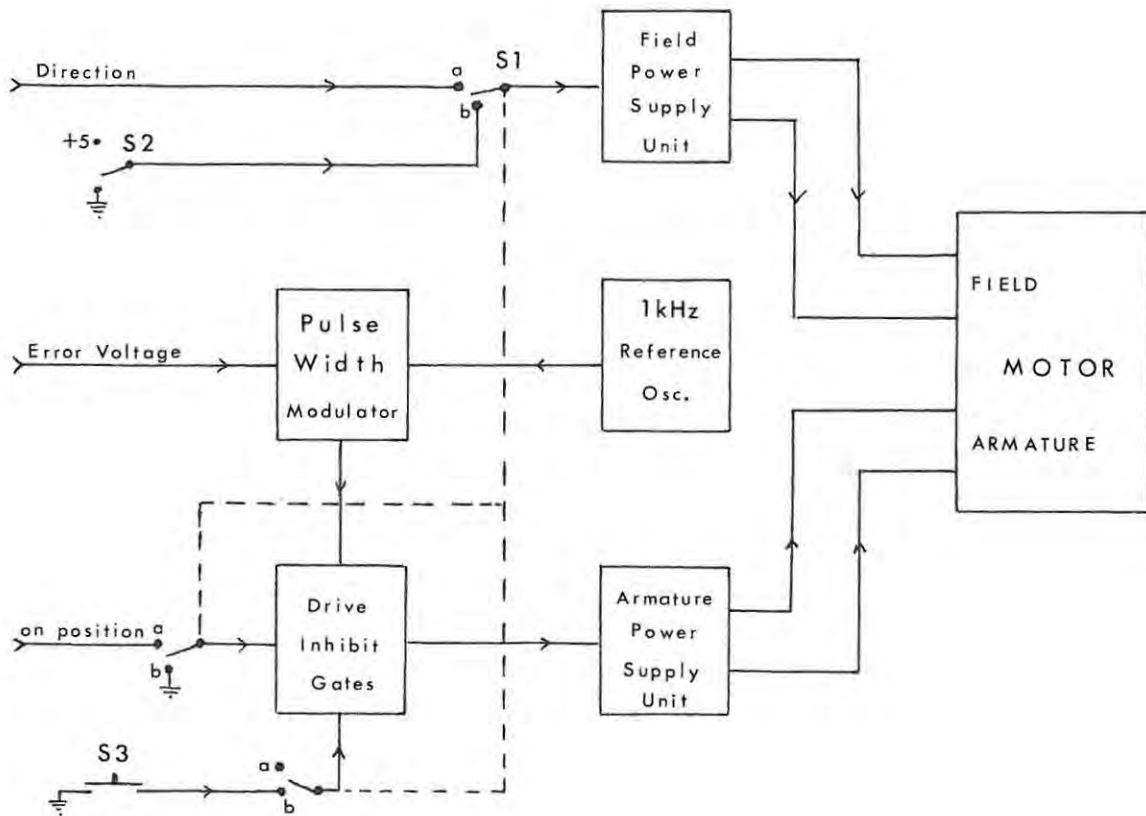 Direction
a
S1
b
+5
S2
Field
Power
Supply
Unit
Error Voltage
Pulse
Width
Modulator
1kHz
Reference
Osc.
FIELD
MOTOR
ARMATURE
on position
a
b
Drive
Inhibit
Gates
Armature
Power
Supply
Unit
S3
a
b